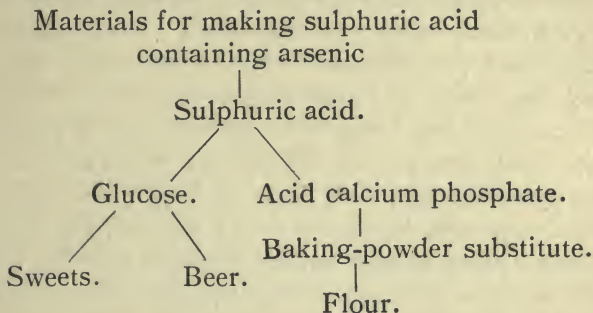 Materials for making sulphuric acid
containing arsenic
Sulphuric acid.
Glucose. Acid calcium phosphate.
Baking-powder substitute.
Sweets. Beer.
Flour.